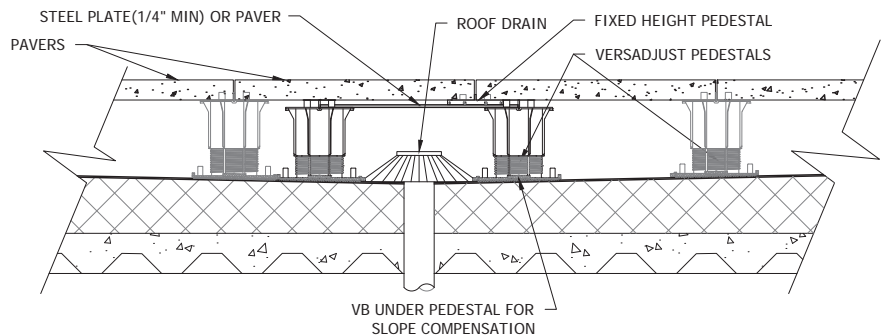 STEEL PLATE(1/4" MIN) OR PAVER
ROOF DRAIN
FIXED HEIGHT PEDESTAL
PAVERS
VERSADJUST PEDESTALS
VB UNDER PEDESTAL FOR
SLOPE COMPENSATION